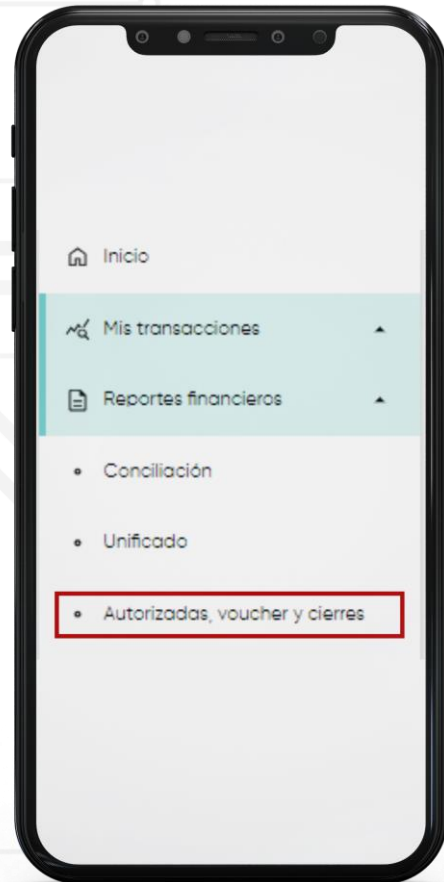 Inicio
Mis transacciones
Reportes financieros
Conciliación
Unificado
Autorizadas, voucher y cierres